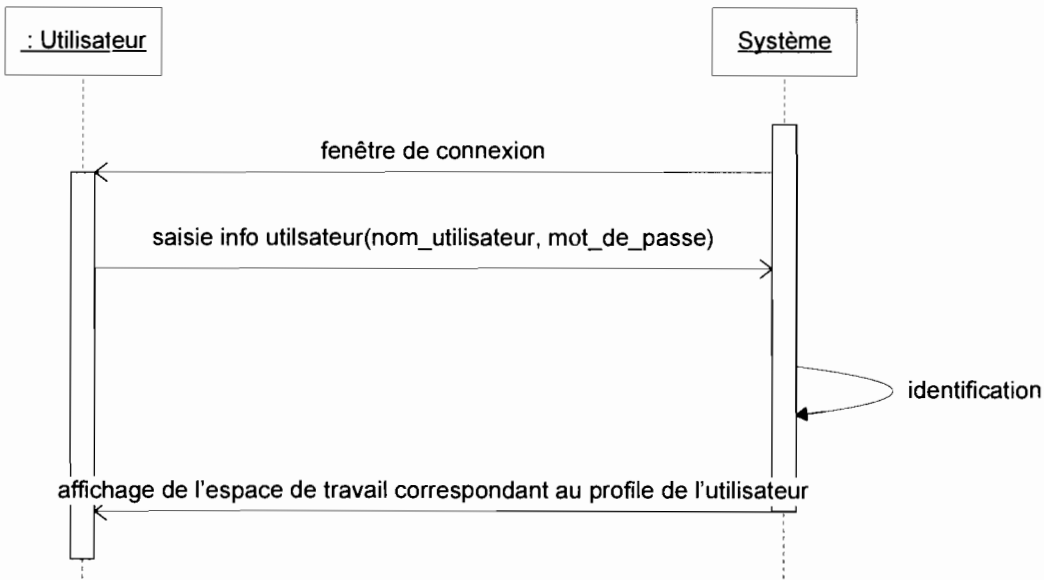 : Utilisateur
Système
fenêtre de connexion
saisie info utilsateur(nom_utilisateur, mot_de_passe)
identification
affichage de l'espace de travail correspondant au profile de l'utilisateur